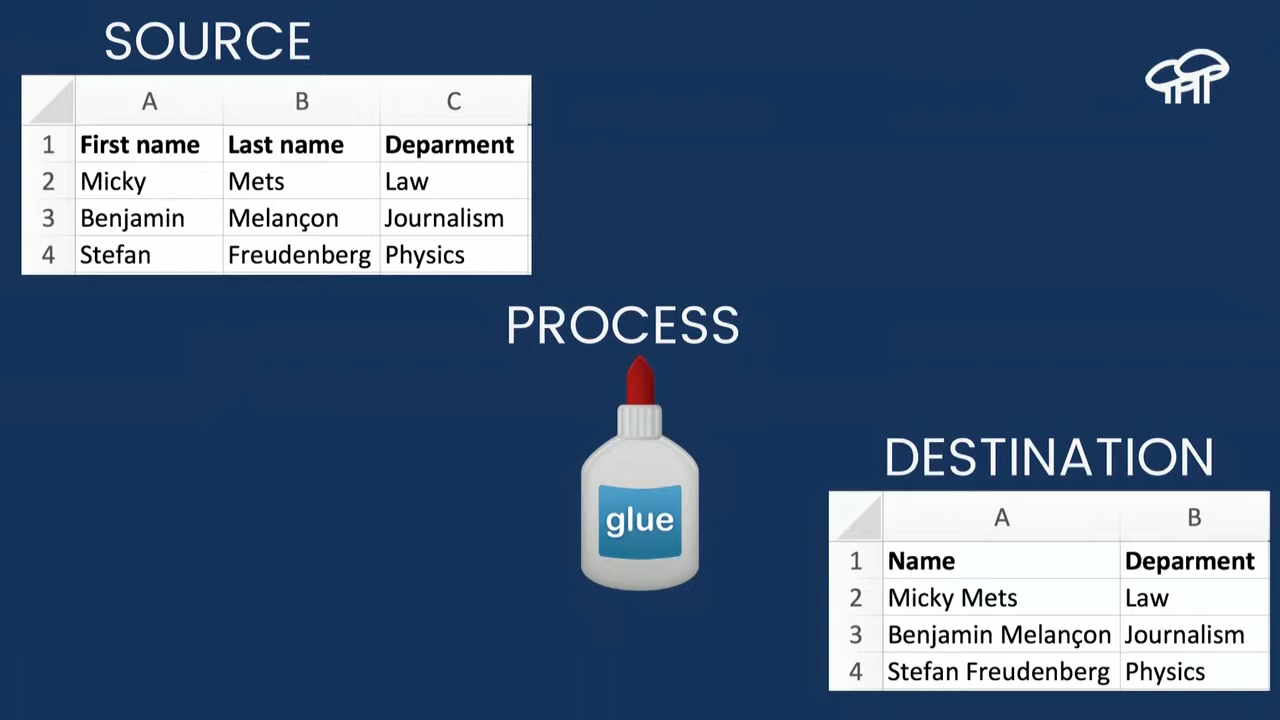 SOURCE
A B C
1 First name Last name Deparment
2 Micky Mets Law
3 Benjamin Melançon Journalism
4 Stefan Freudenberg Physics
PROCESS
glue
DESTINATION
A B
1 Name Deparment
2 Micky Mets Law
3 Benjamin Melançon Journalism
4 Stefan Freudenberg Physics